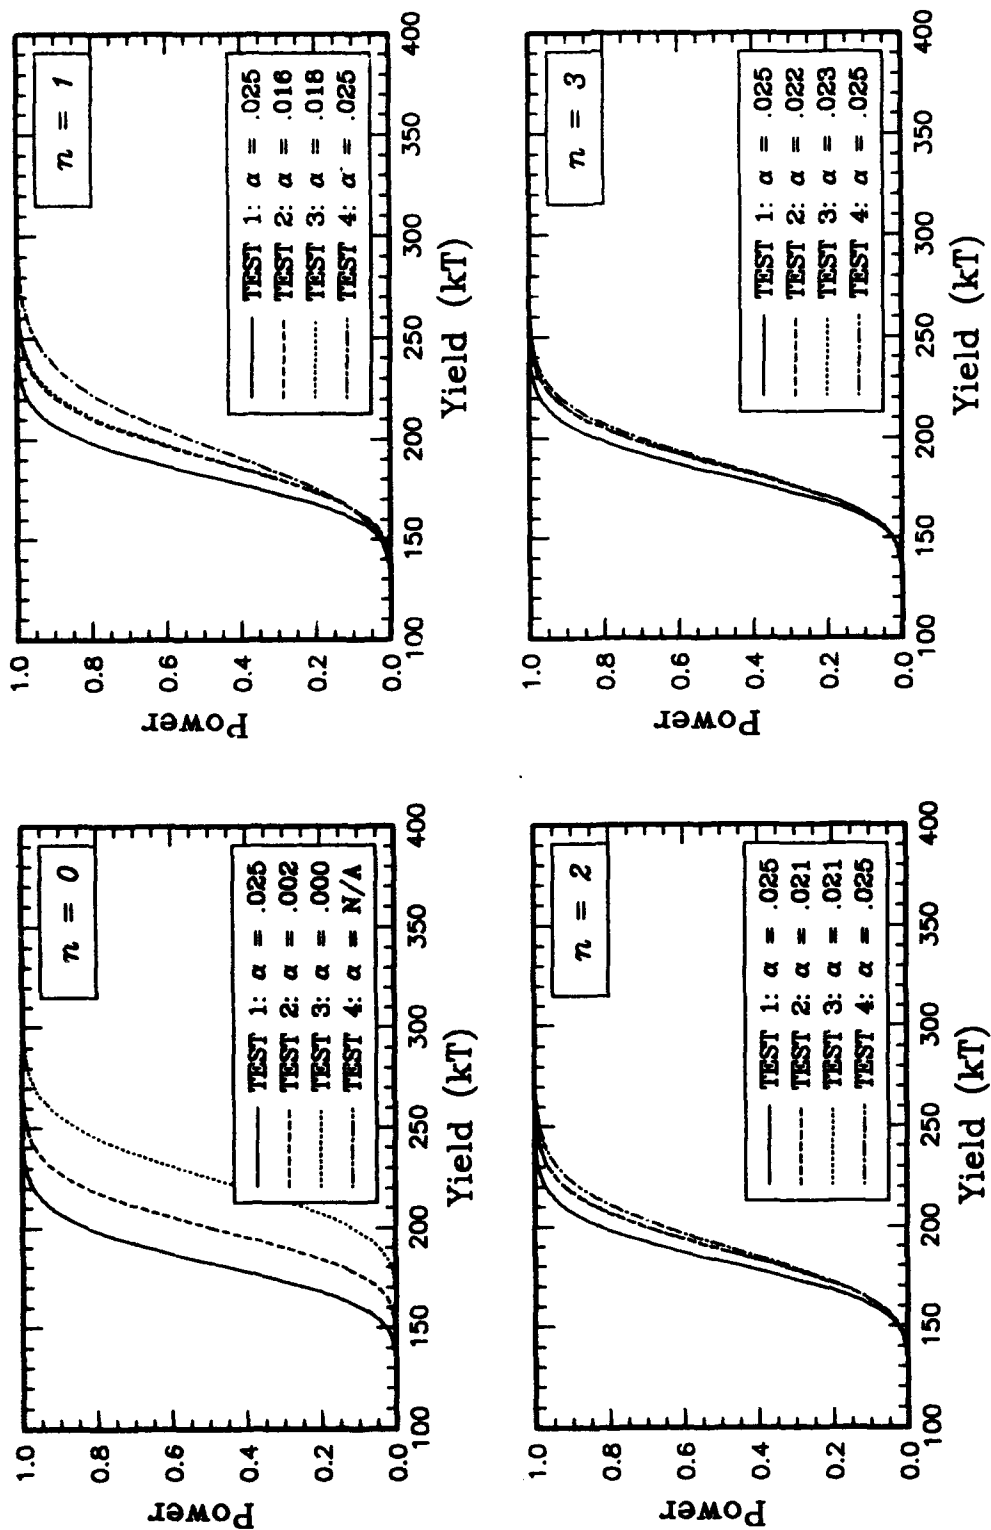 n = 0
Power
1.0
0.8
0.6
0.4
0.2
0.0
TEST 1: α = .025
TEST 2: α = .002
TEST 3: α = .000
TEST 4: α = N/A
100 150 200 250 300 350 400
Yield (kT)
n = 1
Power
1.0
0.8
0.6
0.4
0.2
0.0
TEST 1: α = .025
TEST 2: α = .016
TEST 3: α = .018
TEST 4: α = .025
100 150 200 250 300 350 400
Yield (kT)
n = 2
Power
1.0
0.8
0.6
0.4
0.2
0.0
TEST 1: α = .025
TEST 2: α = .021
TEST 3: α = .021
TEST 4: α = .025
100 150 200 250 300 350 400
Yield (kT)
n = 3
Power
1.0
0.8
0.6
0.4
0.2
0.0
TEST 1: α = .025
TEST 2: α = .022
TEST 3: α = .023
TEST 4: α = .025
100 150 200 250 300 350 400
Yield (kT)